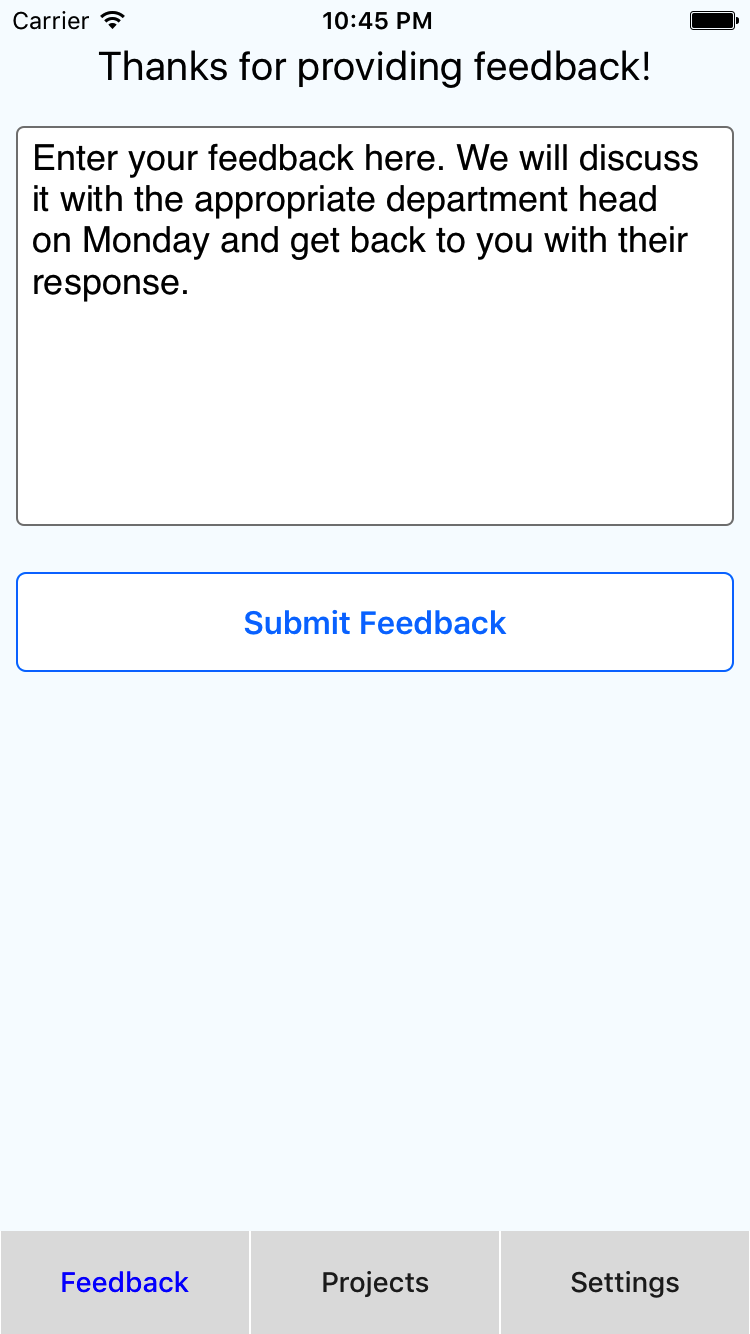 Carrier 10:45 PM
Thanks for providing feedback!
Enter your feedback here. We will discuss
it with the appropriate department head
on Monday and get back to you with their
response.
Submit Feedback
Feedback Projects Settings